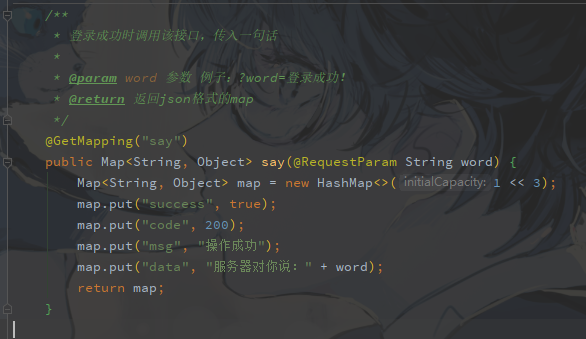 /**
* 登录成功时调用该接口，传入一句话
*
* @param word 参数 例子：?word=登录成功!
* @return 返回json格式的map
*/
@GetMapping("say")
public Map<String, Object> say(@RequestParam String word) {
Map<String, Object> map = new HashMap<>( initialCapacity: 1 << 3);
map.put("success", true);
map.put("code", 200);
map.put("msg", "操作成功");
map.put("data", "服务器对你说：" + word);
return map;
}